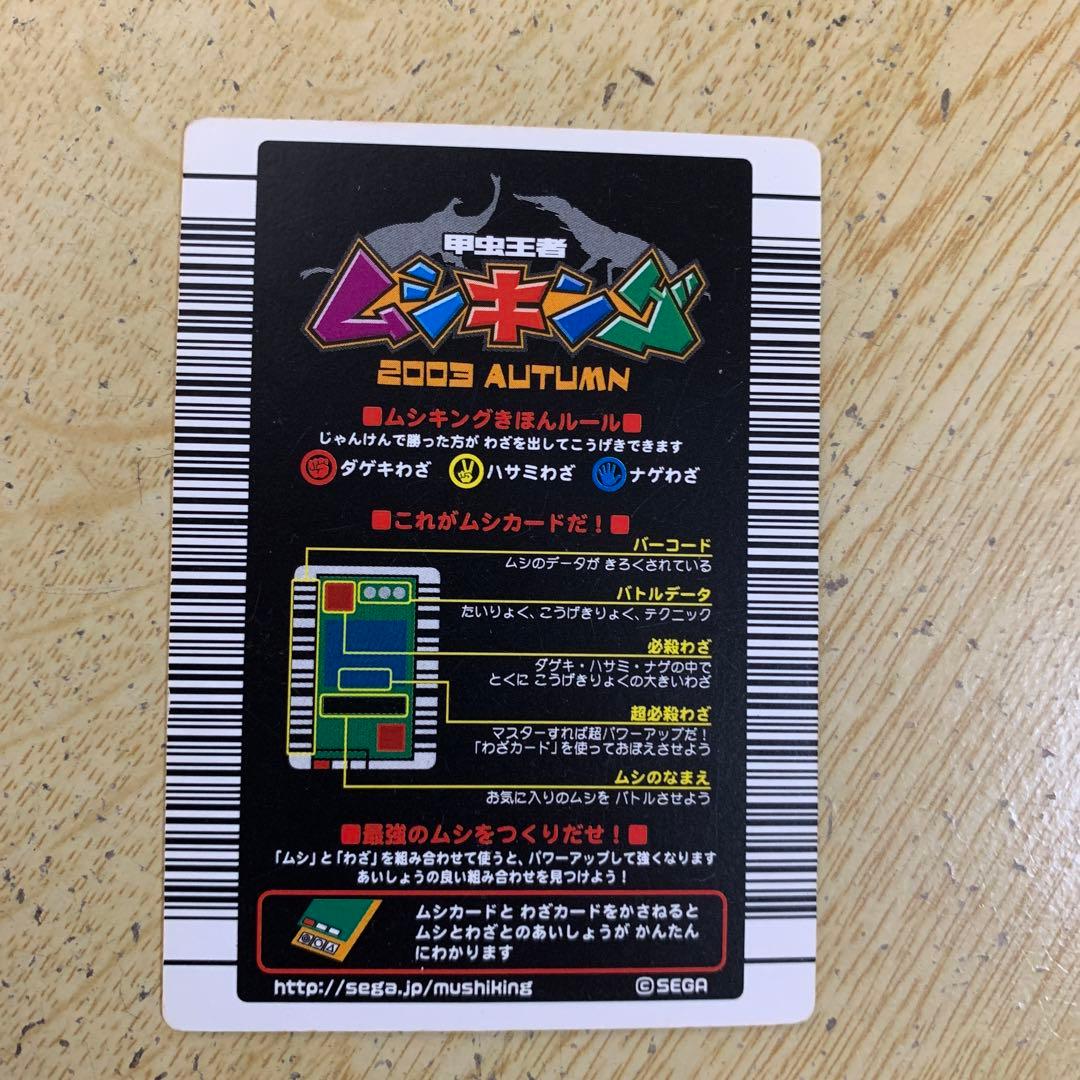 甲虫王者
ムシキング
2003 AUTUMN
■ムシキングきほんルール■
じゃんけんで勝った方が わざを出してこうげきできます
ダゲキわざ ハサミわざ ナゲわざ
■これがムシカードだ！■
バーコード
ムシのデータが きろくされている
バトルデータ
たいりょく、こうげきりょく、テクニック
必殺わざ
ダゲキ・ハサミ・ナゲの中で
とくに こうげきりょくの大きいわざ
超必殺わざ
マスターすれば超パワーアップだ！
「わざカード」を使っておぼえさせよう
ムシのなまえ
お気に入りのムシを バトルさせよう
■最強のムシをつくりだせ！■
「ムシ」と「わざ」を組み合わせて使うと、パワーアップして強くなります
あいしょうの良い組み合わせを見つけよう！
ムシカードと わざカードをかさねると
ムシとわざとのあいしょうが かんたん
にわかります
http://sega.jp/mushiking
©SEGA